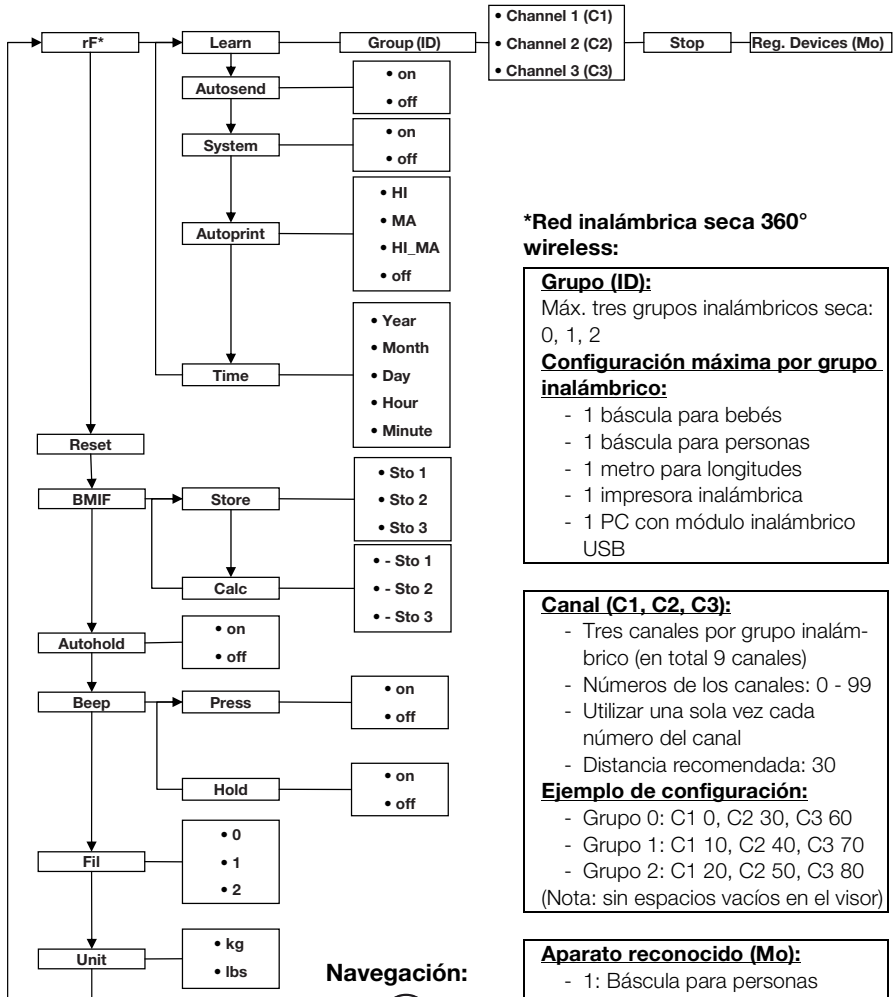 rF*
Learn
Group (ID)
• Channel 1 (C1)
• Channel 2 (C2)
• Channel 3 (C3)
Stop
Reg. Devices (Mo)
Autosend
• on
• off
System
• on
• off
Autoprint
• HI
• MA
• HI_MA
• off
Time
• Year
• Month
• Day
• Hour
• Minute
Reset
BMIF
Store
• Sto 1
• Sto 2
• Sto 3
Calc
• - Sto 1
• - Sto 2
• - Sto 3
Autohold
• on
• off
Beep
Press
• on
• off
Hold
• on
• off
Fil
• 0
• 1
• 2
Unit
• kg
• lbs
Navegación:
*Red inalámbrica seca 360°
wireless:
Grupo (ID):
Máx. tres grupos inalámbricos seca:
0, 1, 2
Configuración máxima por grupo
inalámbrico:
- 1 báscula para bebés
- 1 báscula para personas
- 1 metro para longitudes
- 1 impresora inalámbrica
- 1 PC con módulo inalámbrico
USB
Canal (C1, C2, C3):
- Tres canales por grupo inalám-
brico (en total 9 canales)
- Números de los canales: 0 - 99
- Utilizar una sola vez cada
número del canal
- Distancia recomendada: 30
Ejemplo de configuración:
- Grupo 0: C1 0, C2 30, C3 60
- Grupo 1: C1 10, C2 40, C3 70
- Grupo 2: C1 20, C2 50, C3 80
(Nota: sin espacios vacíos en el visor)
Aparato reconocido (Mo):
- 1: Báscula para personas